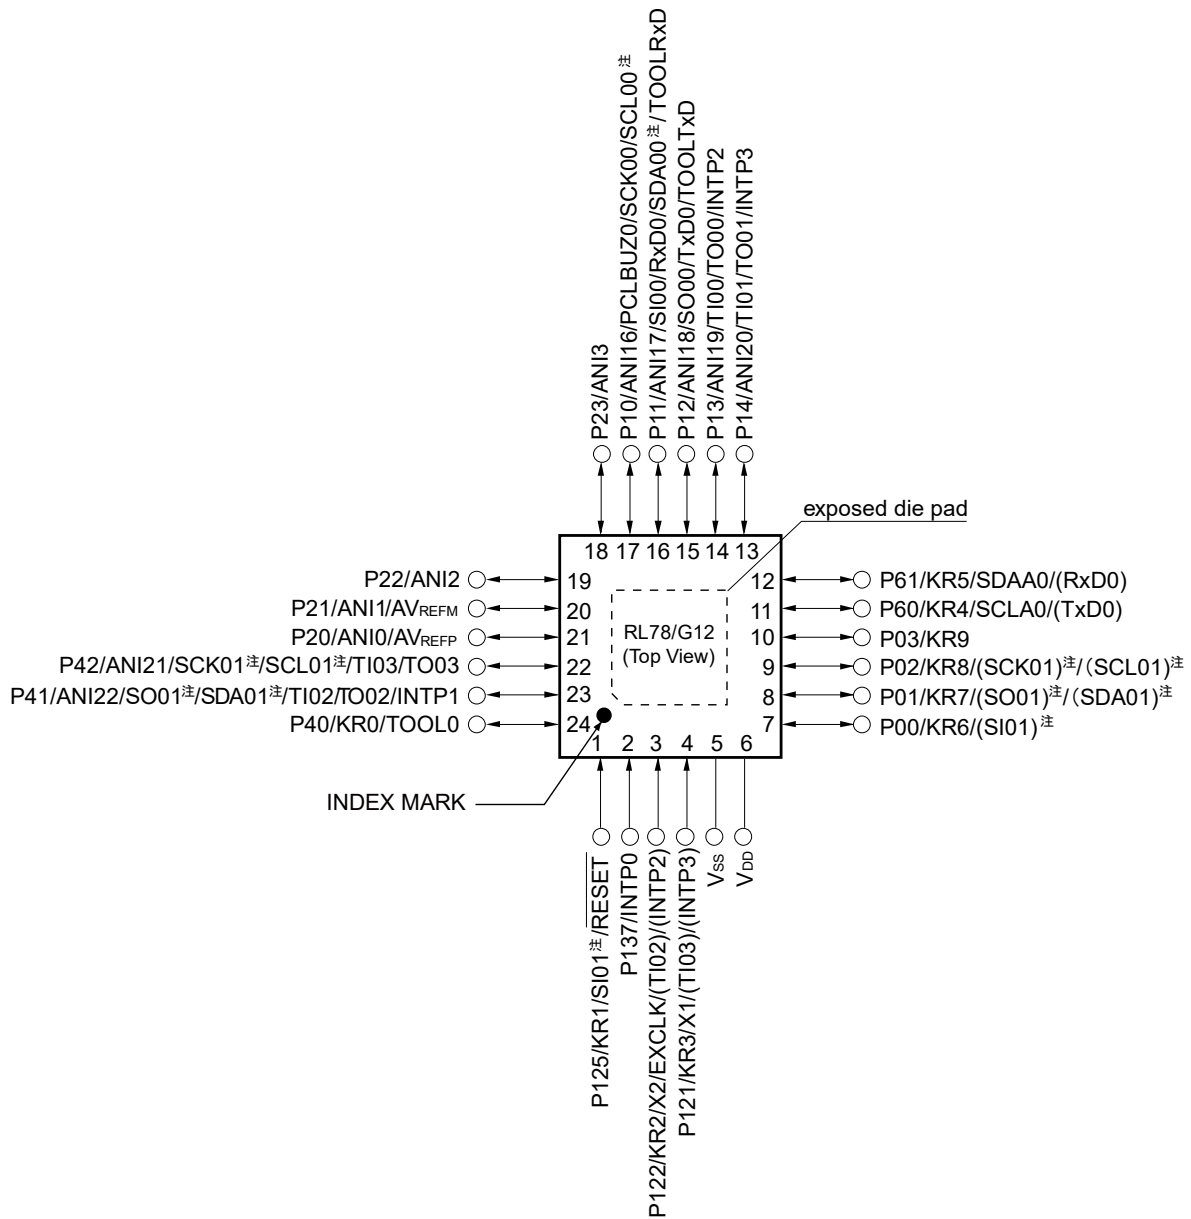 P23/ANI3
P10/ANI16/PCLBUZ0/SCK00/SCL00注
P11/ANI17/SI00/RxD0/SDA00注/TOOLRxD
P12/ANI18/SO00/TxD0/TOOLTxD
P13/ANI19/TI00/TO00/INTP2
P14/ANI20/TI01/TO01/INTP3
exposed die pad
18 17 16 15 14 13
P22/ANI2
19
P21/ANI1/AVREFM
20
P20/ANI0/AVREFP
21
P42/ANI21/SCK01注/SCL01注/TI03/TO03
22
P41/ANI22/SO01注/SDA01注/TI02/TO02/INTP1
23
P40/KR0/TOOL0
24
RL78/G12
(Top View)
12
P61/KR5/SDAA0/(RxD0)
11
P60/KR4/SCLA0/(TxD0)
10
P03/KR9
9
P02/KR8/(SCK01)注/(SCL01)注
8
P01/KR7/(SO01)注/(SDA01)注
7
P00/KR6/(SI01)注
1 2 3 4 5 6
INDEX MARK
P125/KR1/SI01注/RESET
P137/INTP0
P122/KR2/X2/EXCLK/(TI02)/(INTP2)
P121/KR3/X1/(TI03)/(INTP3)
VSS
VDD